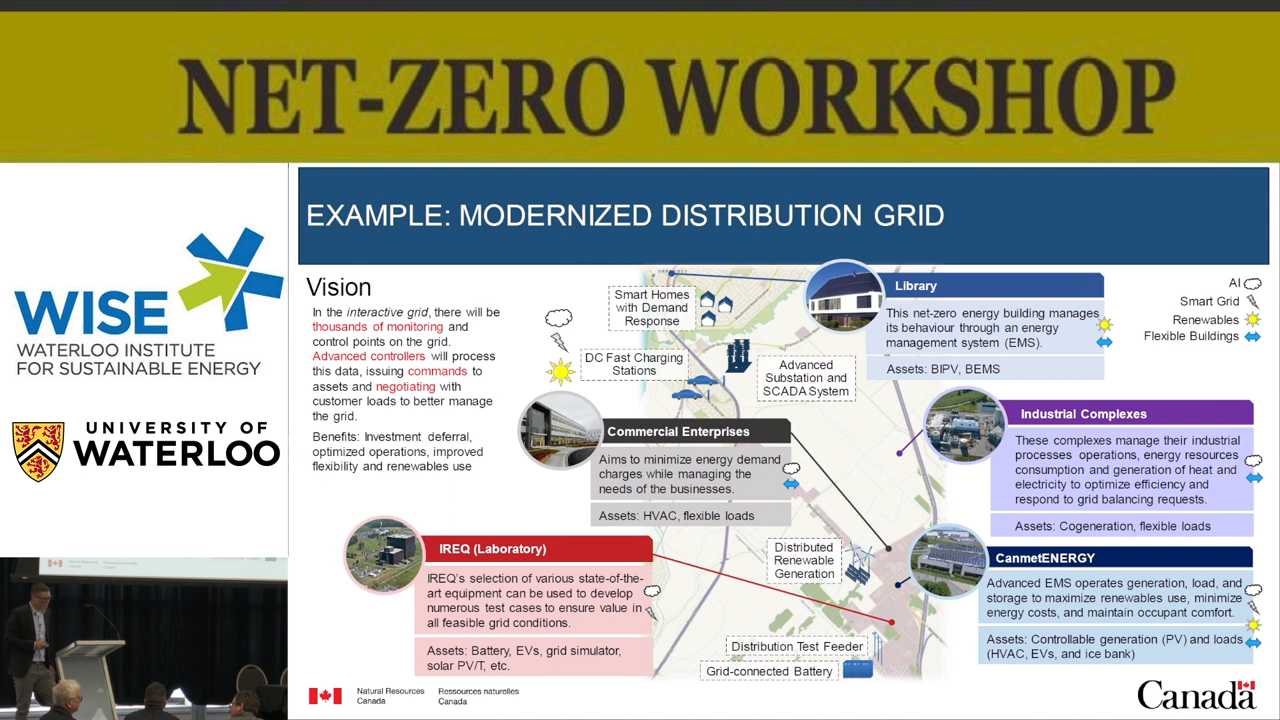 NET-ZERO WORKSHOP
WISE
WATERLOO INSTITUTE
FOR SUSTAINABLE ENERGY
UNIVERSITY OF
WATERLOO
EXAMPLE: MODERNIZED DISTRIBUTION GRID
Vision
In the interactive grid, there will be
thousands of monitoring and
control points on the grid.
Advanced controllers will process
this data, issuing commands to
assets and negotiating with
customer loads to better manage
the grid.
Benefits: Investment deferral,
optimized operations, improved
flexibility and renewables use
Smart Homes
with Demand
Response
DC Fast Charging
Stations
Advanced
Substation and
SCADA System
Library
This net-zero energy building manages
its behaviour through an energy
management system (EMS).
Assets: BIPV, BEMS
AI
Smart Grid
Renewables
Flexible Buildings
Commercial Enterprises
Aims to minimize energy demand
charges while managing the
needs of the businesses.
Assets: HVAC, flexible loads
Industrial Complexes
These complexes manage their industrial
processes operations, energy resources
consumption and generation of heat and
electricity to optimize efficiency and
respond to grid balancing requests.
Assets: Cogeneration, flexible loads
IREQ (Laboratory)
IREQ's selection of various state-of-the-
art equipment can be used to develop
numerous test cases to ensure value in
all feasible grid conditions.
Assets: Battery, EVs, grid simulator,
solar PV/T, etc.
Distributed
Renewable
Generation
CanmetENERGY
Advanced EMS operates generation, load, and
storage to maximize renewables use, minimize
energy costs, and maintain occupant comfort.
Assets: Controllable generation (PV) and loads
(HVAC, EVs, and ice bank)
Distribution Test Feeder
Grid-connected Battery
Natural Resources
Canada
Ressources naturelles
Canada
Canada